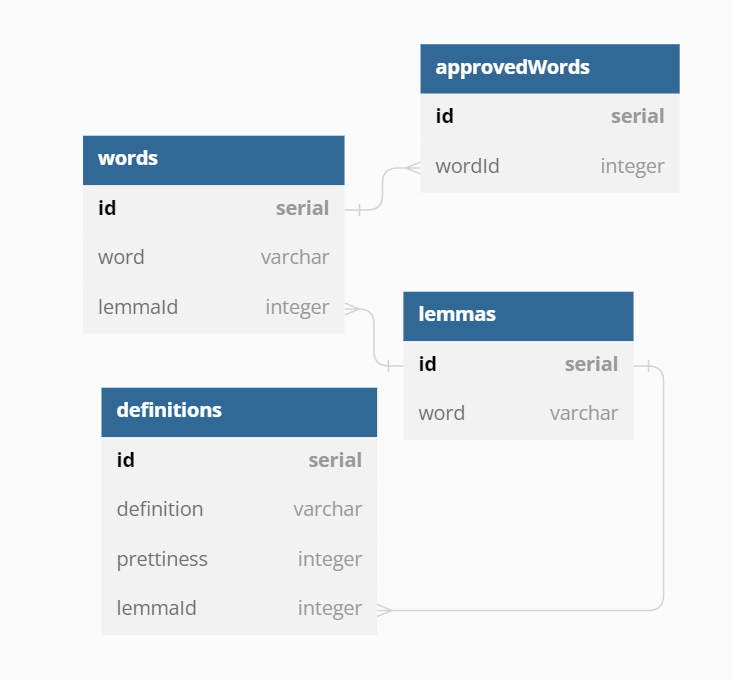 approvedWords
id serial
wordId integer
words
id serial
word varchar
lemmaId integer
lemmas
id serial
word varchar
definitions
id serial
definition varchar
prettiness integer
lemmaId integer